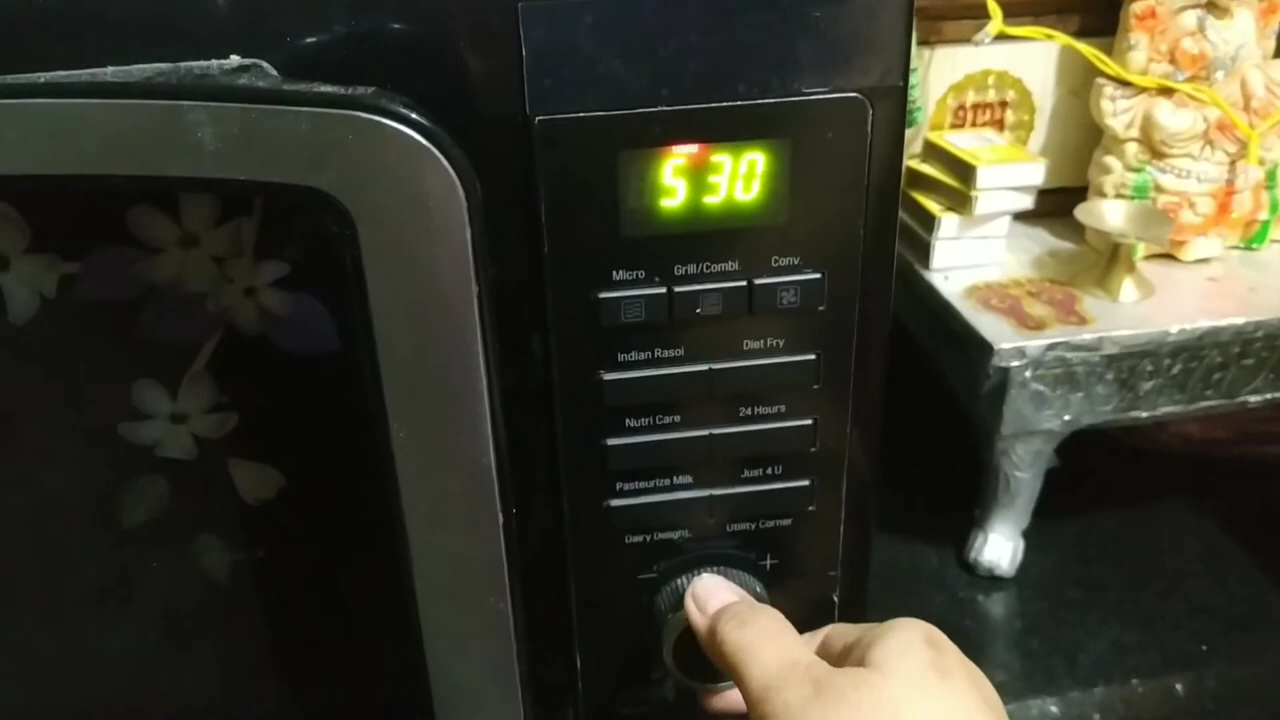 5 30
Micro Grill/Combi. Conv.
Indian Rasoi Diet Fry
Nutri Care 24 Hours
Pasteurize Milk Just 4 U
Dairy Delight Utility Corner
- +